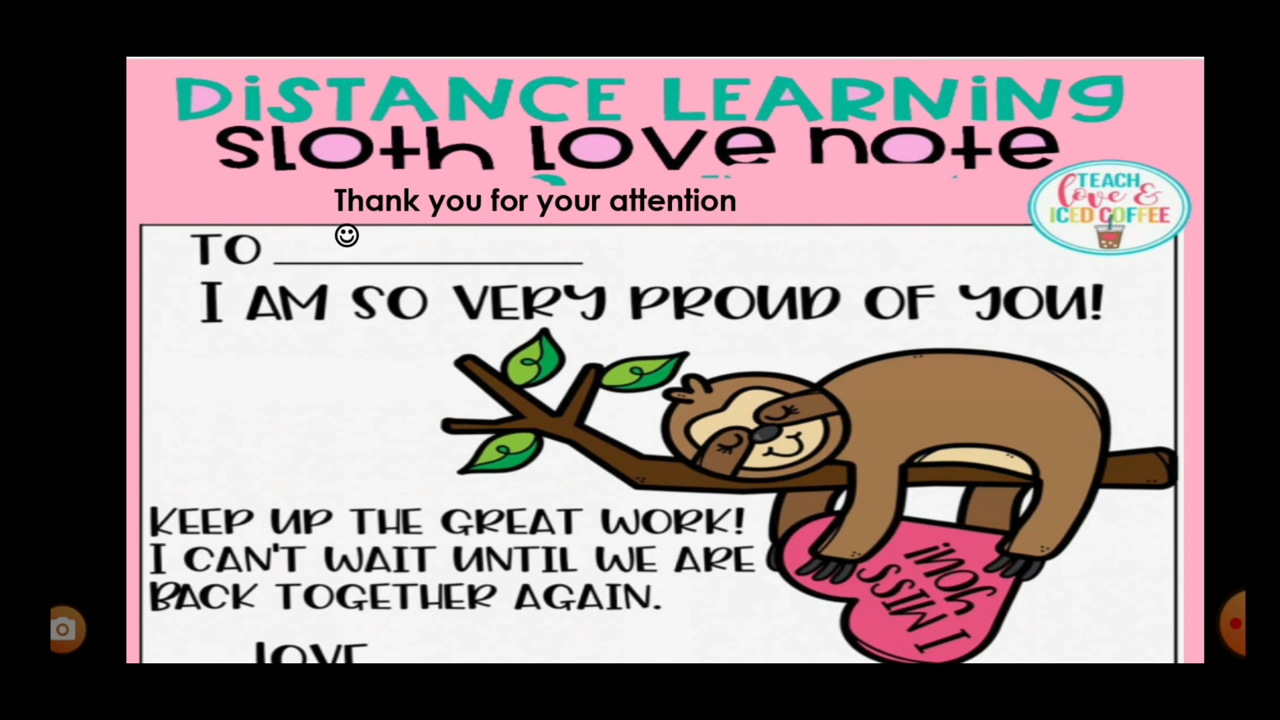 DiSTANCE LEARNiNG
sloth love note
Thank you for your attention
☺
TEACH
love &
ICED COFFEE
TO ______________
I AM SO VERY PROUD OF YOU!
KEEP UP THE GREAT WORK!
I CAN'T WAIT UNTIL WE ARE
BACK TOGETHER AGAIN.
I MISS
YOU!
LOVE